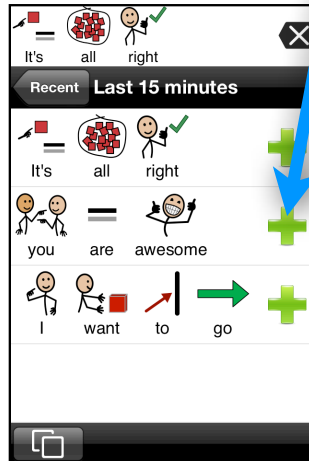 It's all right
Recent Last 15 minutes
It's all right
you are awesome
I want to go